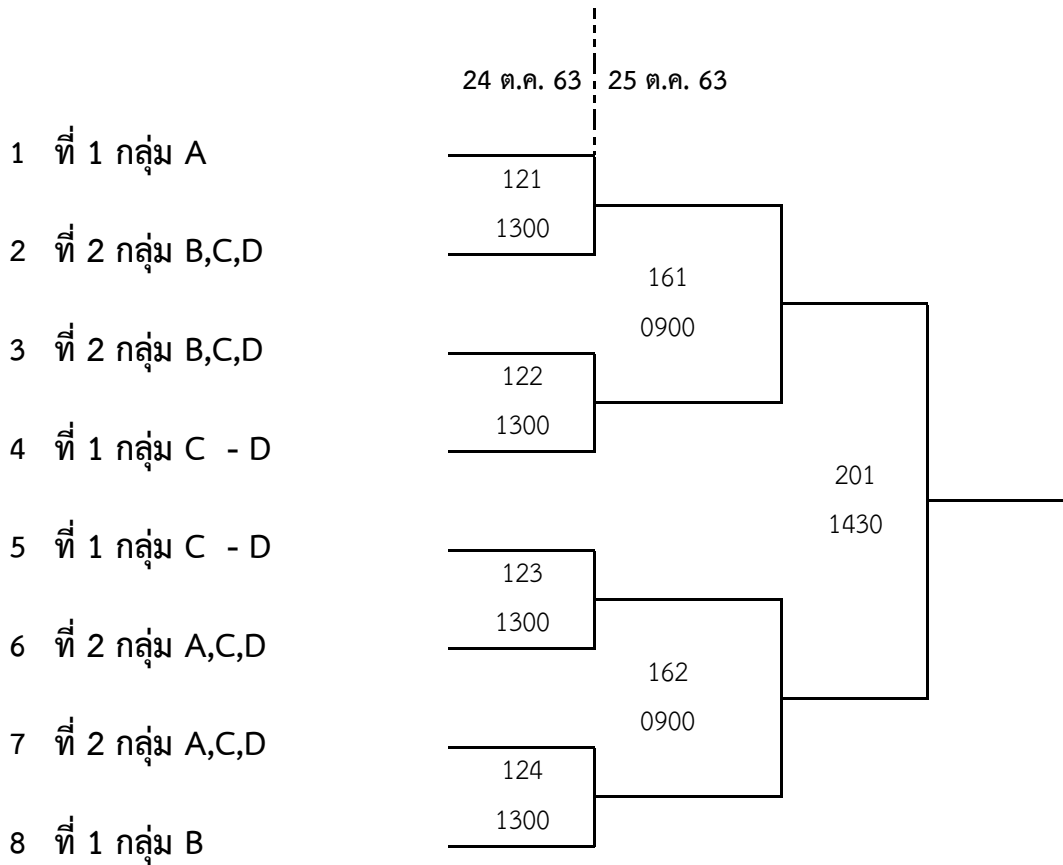 24 ต.ค. 63 25 ต.ค. 63
1 ที่ 1 กลุ่ม A
121
1300
2 ที่ 2 กลุ่ม B,C,D
161
0900
3 ที่ 2 กลุ่ม B,C,D
122
1300
4 ที่ 1 กลุ่ม C - D
201
1430
5 ที่ 1 กลุ่ม C - D
123
1300
6 ที่ 2 กลุ่ม A,C,D
162
0900
7 ที่ 2 กลุ่ม A,C,D
124
1300
8 ที่ 1 กลุ่ม B